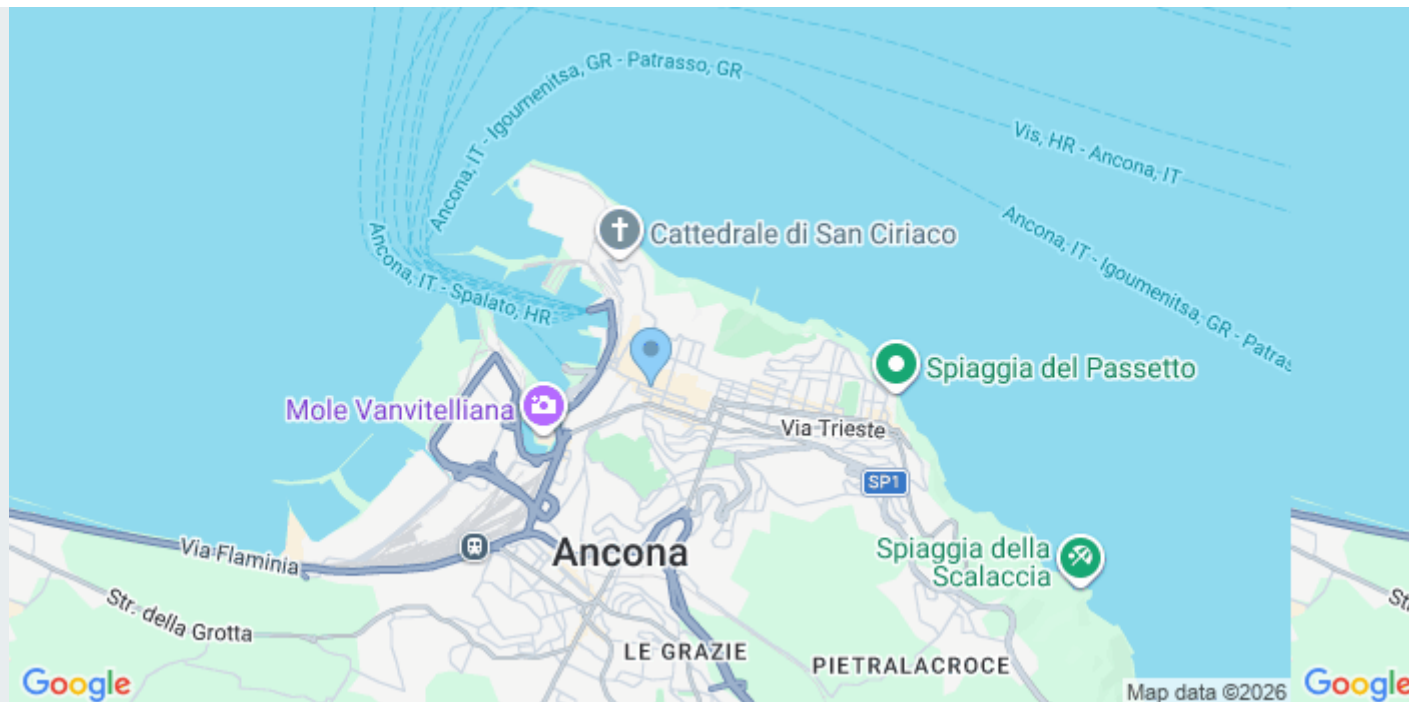 Ancona, IT - Igoumenitsa, GR - Patrasso, GR
Vis, HR - Ancona, IT
Ancona, IT - Igoumenitsa, GR - Patras
Ancona, IT - Spalato, HR
Cattedrale di San Ciriaco
Spiaggia del Passetto
Mole Vanvitelliana
Via Trieste
SP1
Via Flaminia
Ancona
Spiaggia della
Scalaccia
Str. della Grotta
LE GRAZIE
PIETRALACROCE
Google
Map data ©2026
Google